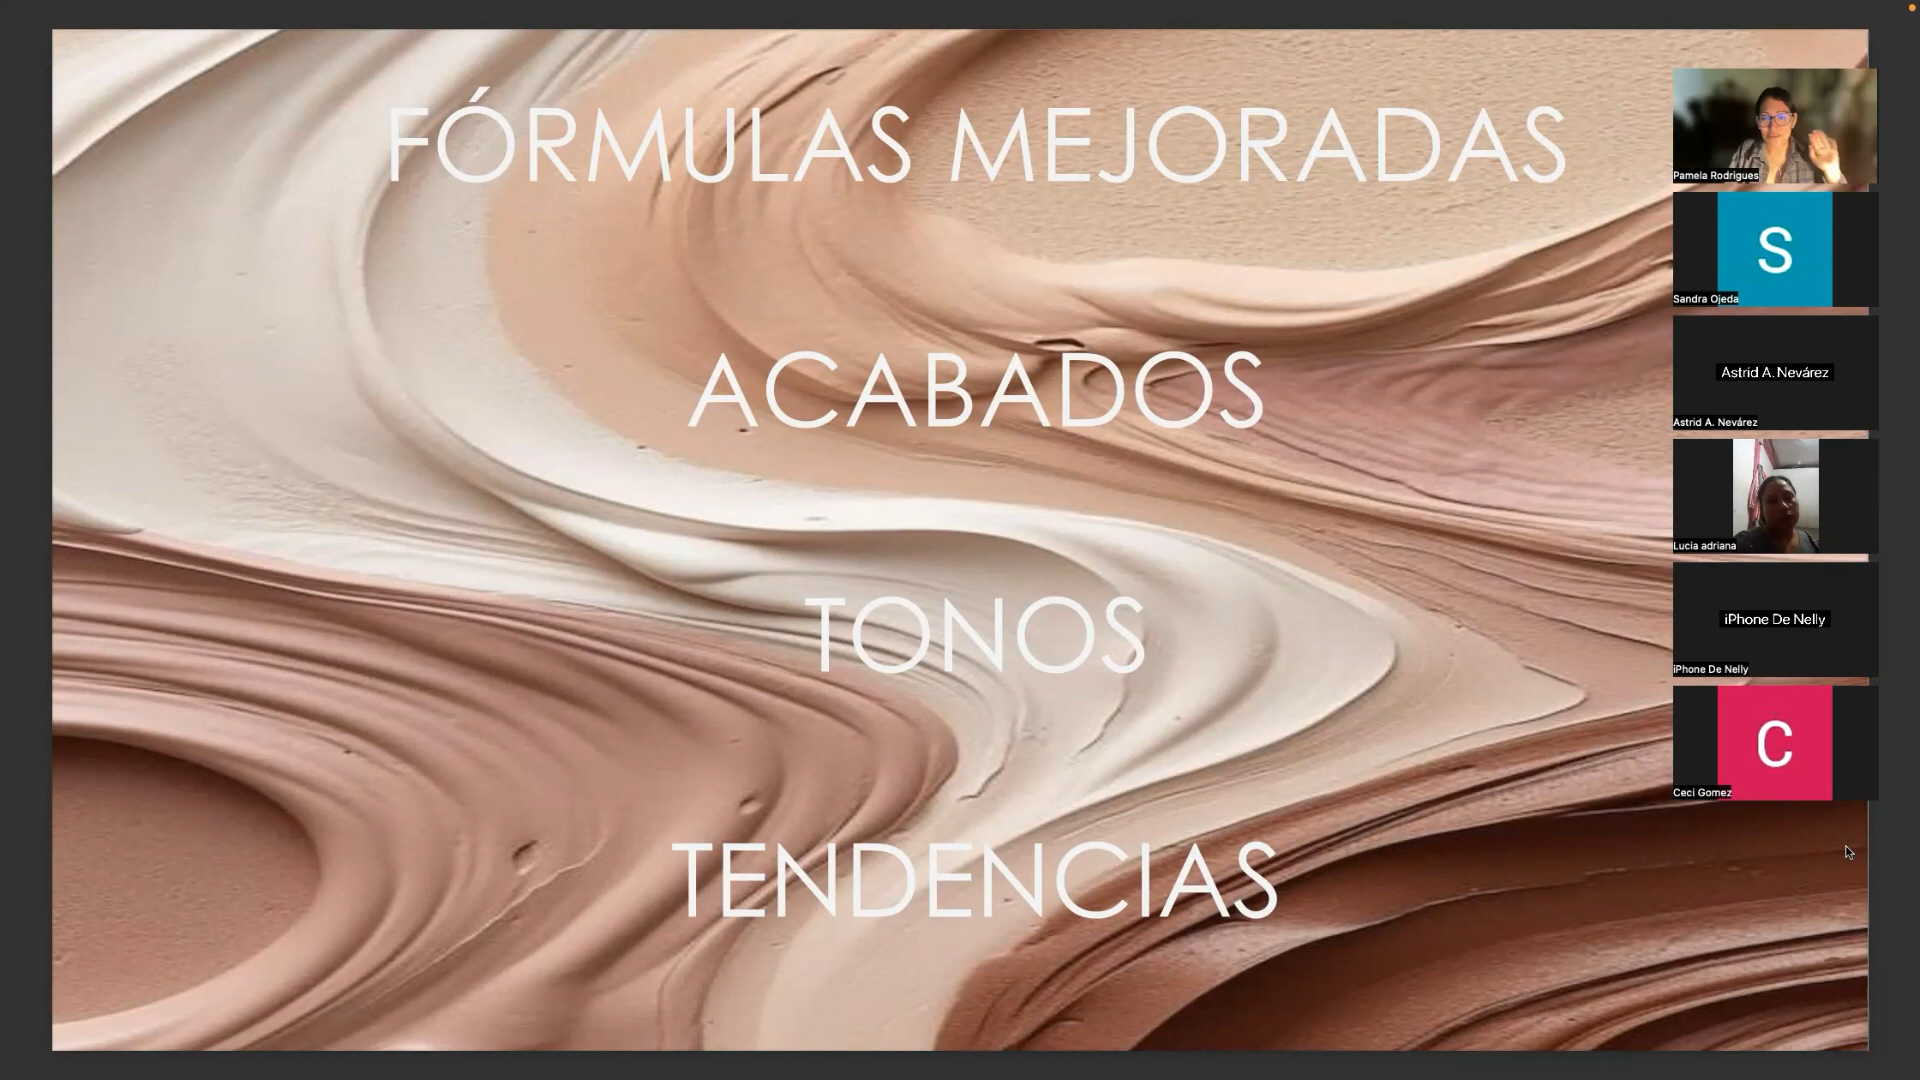 FÓRMULAS MEJORADAS
ACABADOS
TONOS
TENDENCIAS
Pamela Rodrigues
S
Sandra Ojeda
Astrid A. Nevárez
Astrid A. Nevárez
Lucia adriana
iPhone De Nelly
iPhone De Nelly
C
Ceci Gomez